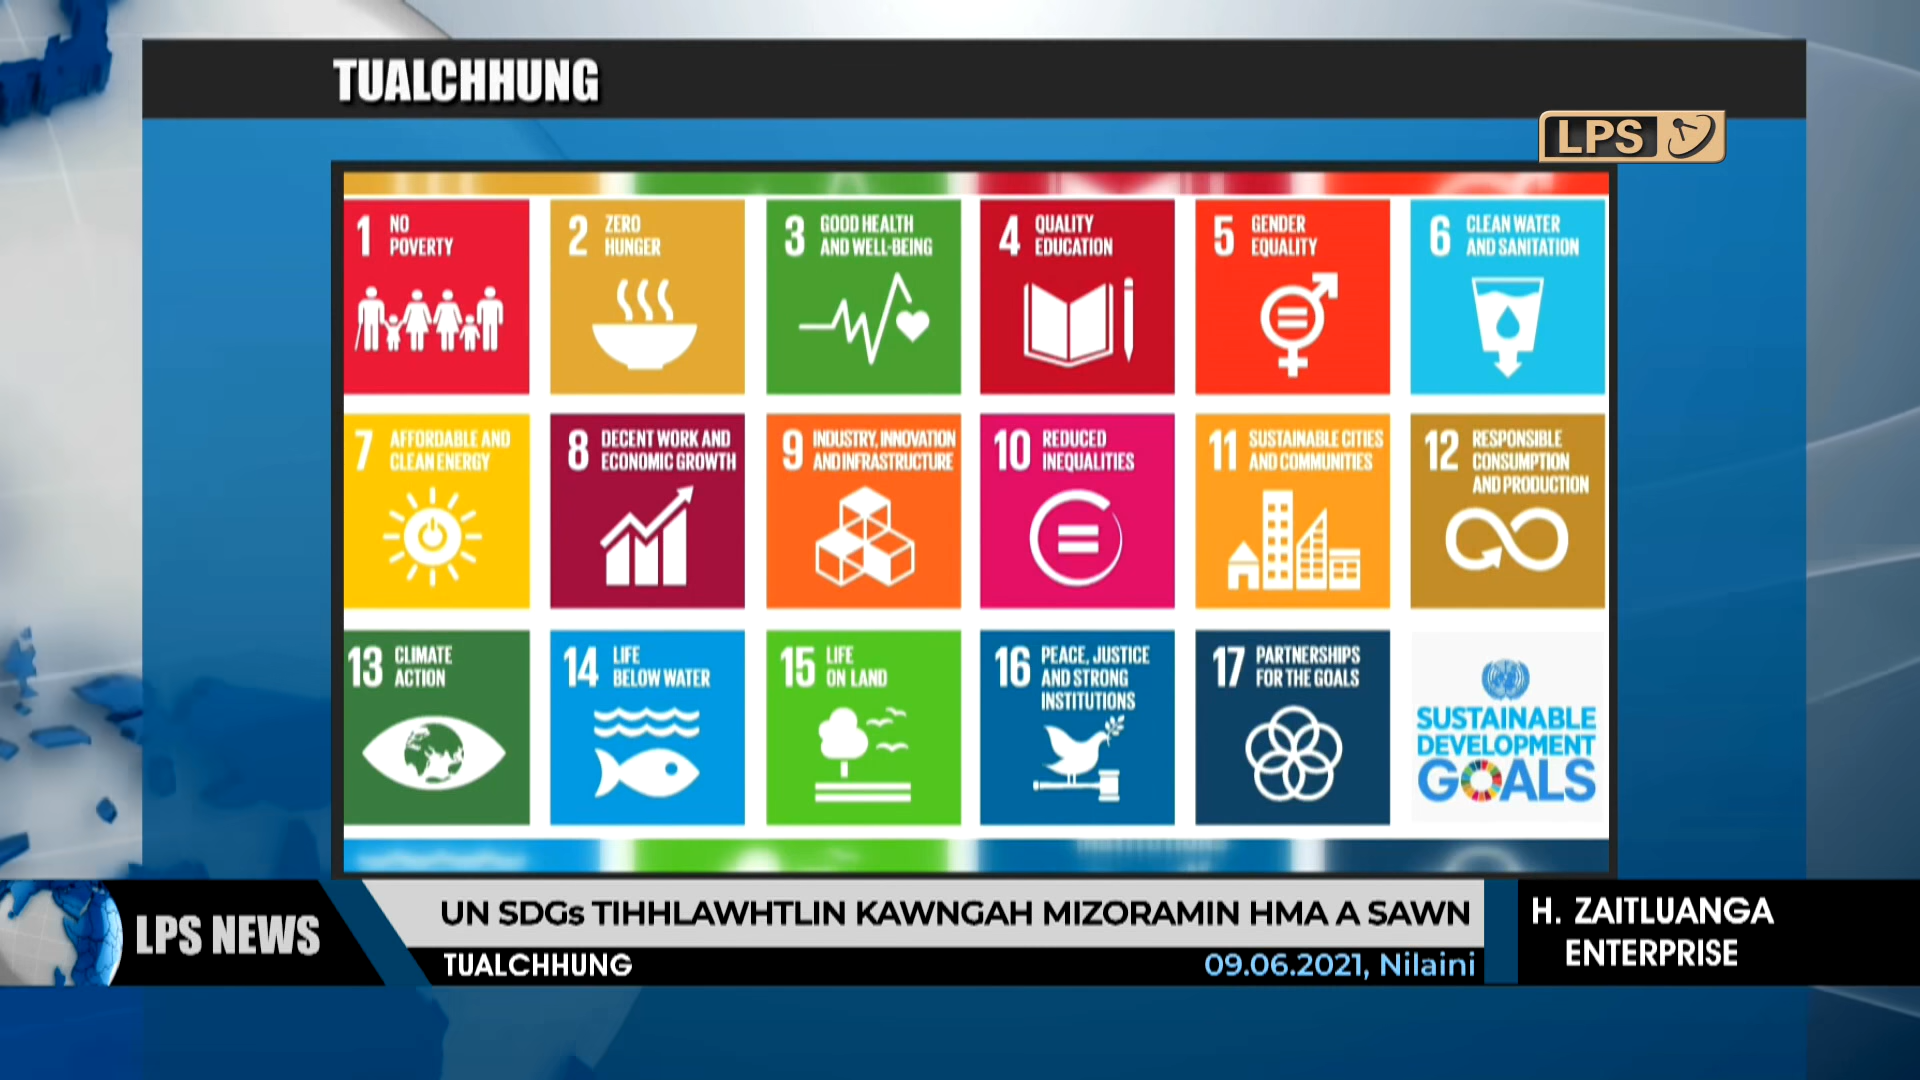 TUALCHHUNG
LPS
1 NO
POVERTY
2 ZERO
HUNGER
3 GOOD HEALTH
AND WELL-BEING
4 QUALITY
EDUCATION
5 GENDER
EQUALITY
6 CLEAN WATER
AND SANITATION
7 AFFORDABLE AND
CLEAN ENERGY
8 DECENT WORK AND
ECONOMIC GROWTH
9 INDUSTRY, INNOVATION
AND INFRASTRUCTURE
10 REDUCED
INEQUALITIES
11 SUSTAINABLE CITIES
AND COMMUNITIES
12 RESPONSIBLE
CONSUMPTION
AND PRODUCTION
13 CLIMATE
ACTION
14 LIFE
BELOW WATER
15 LIFE
ON LAND
16 PEACE, JUSTICE
AND STRONG
INSTITUTIONS
17 PARTNERSHIPS
FOR THE GOALS
SUSTAINABLE
DEVELOPMENT
GOALS
LPS NEWS
UN SDGs TIHHLAWHTLIN KAWNGAH MIZORAMIN HMA A SAWN
TUALCHHUNG
09.06.2021, Nilaini
H. ZAITLUANGA
ENTERPRISE